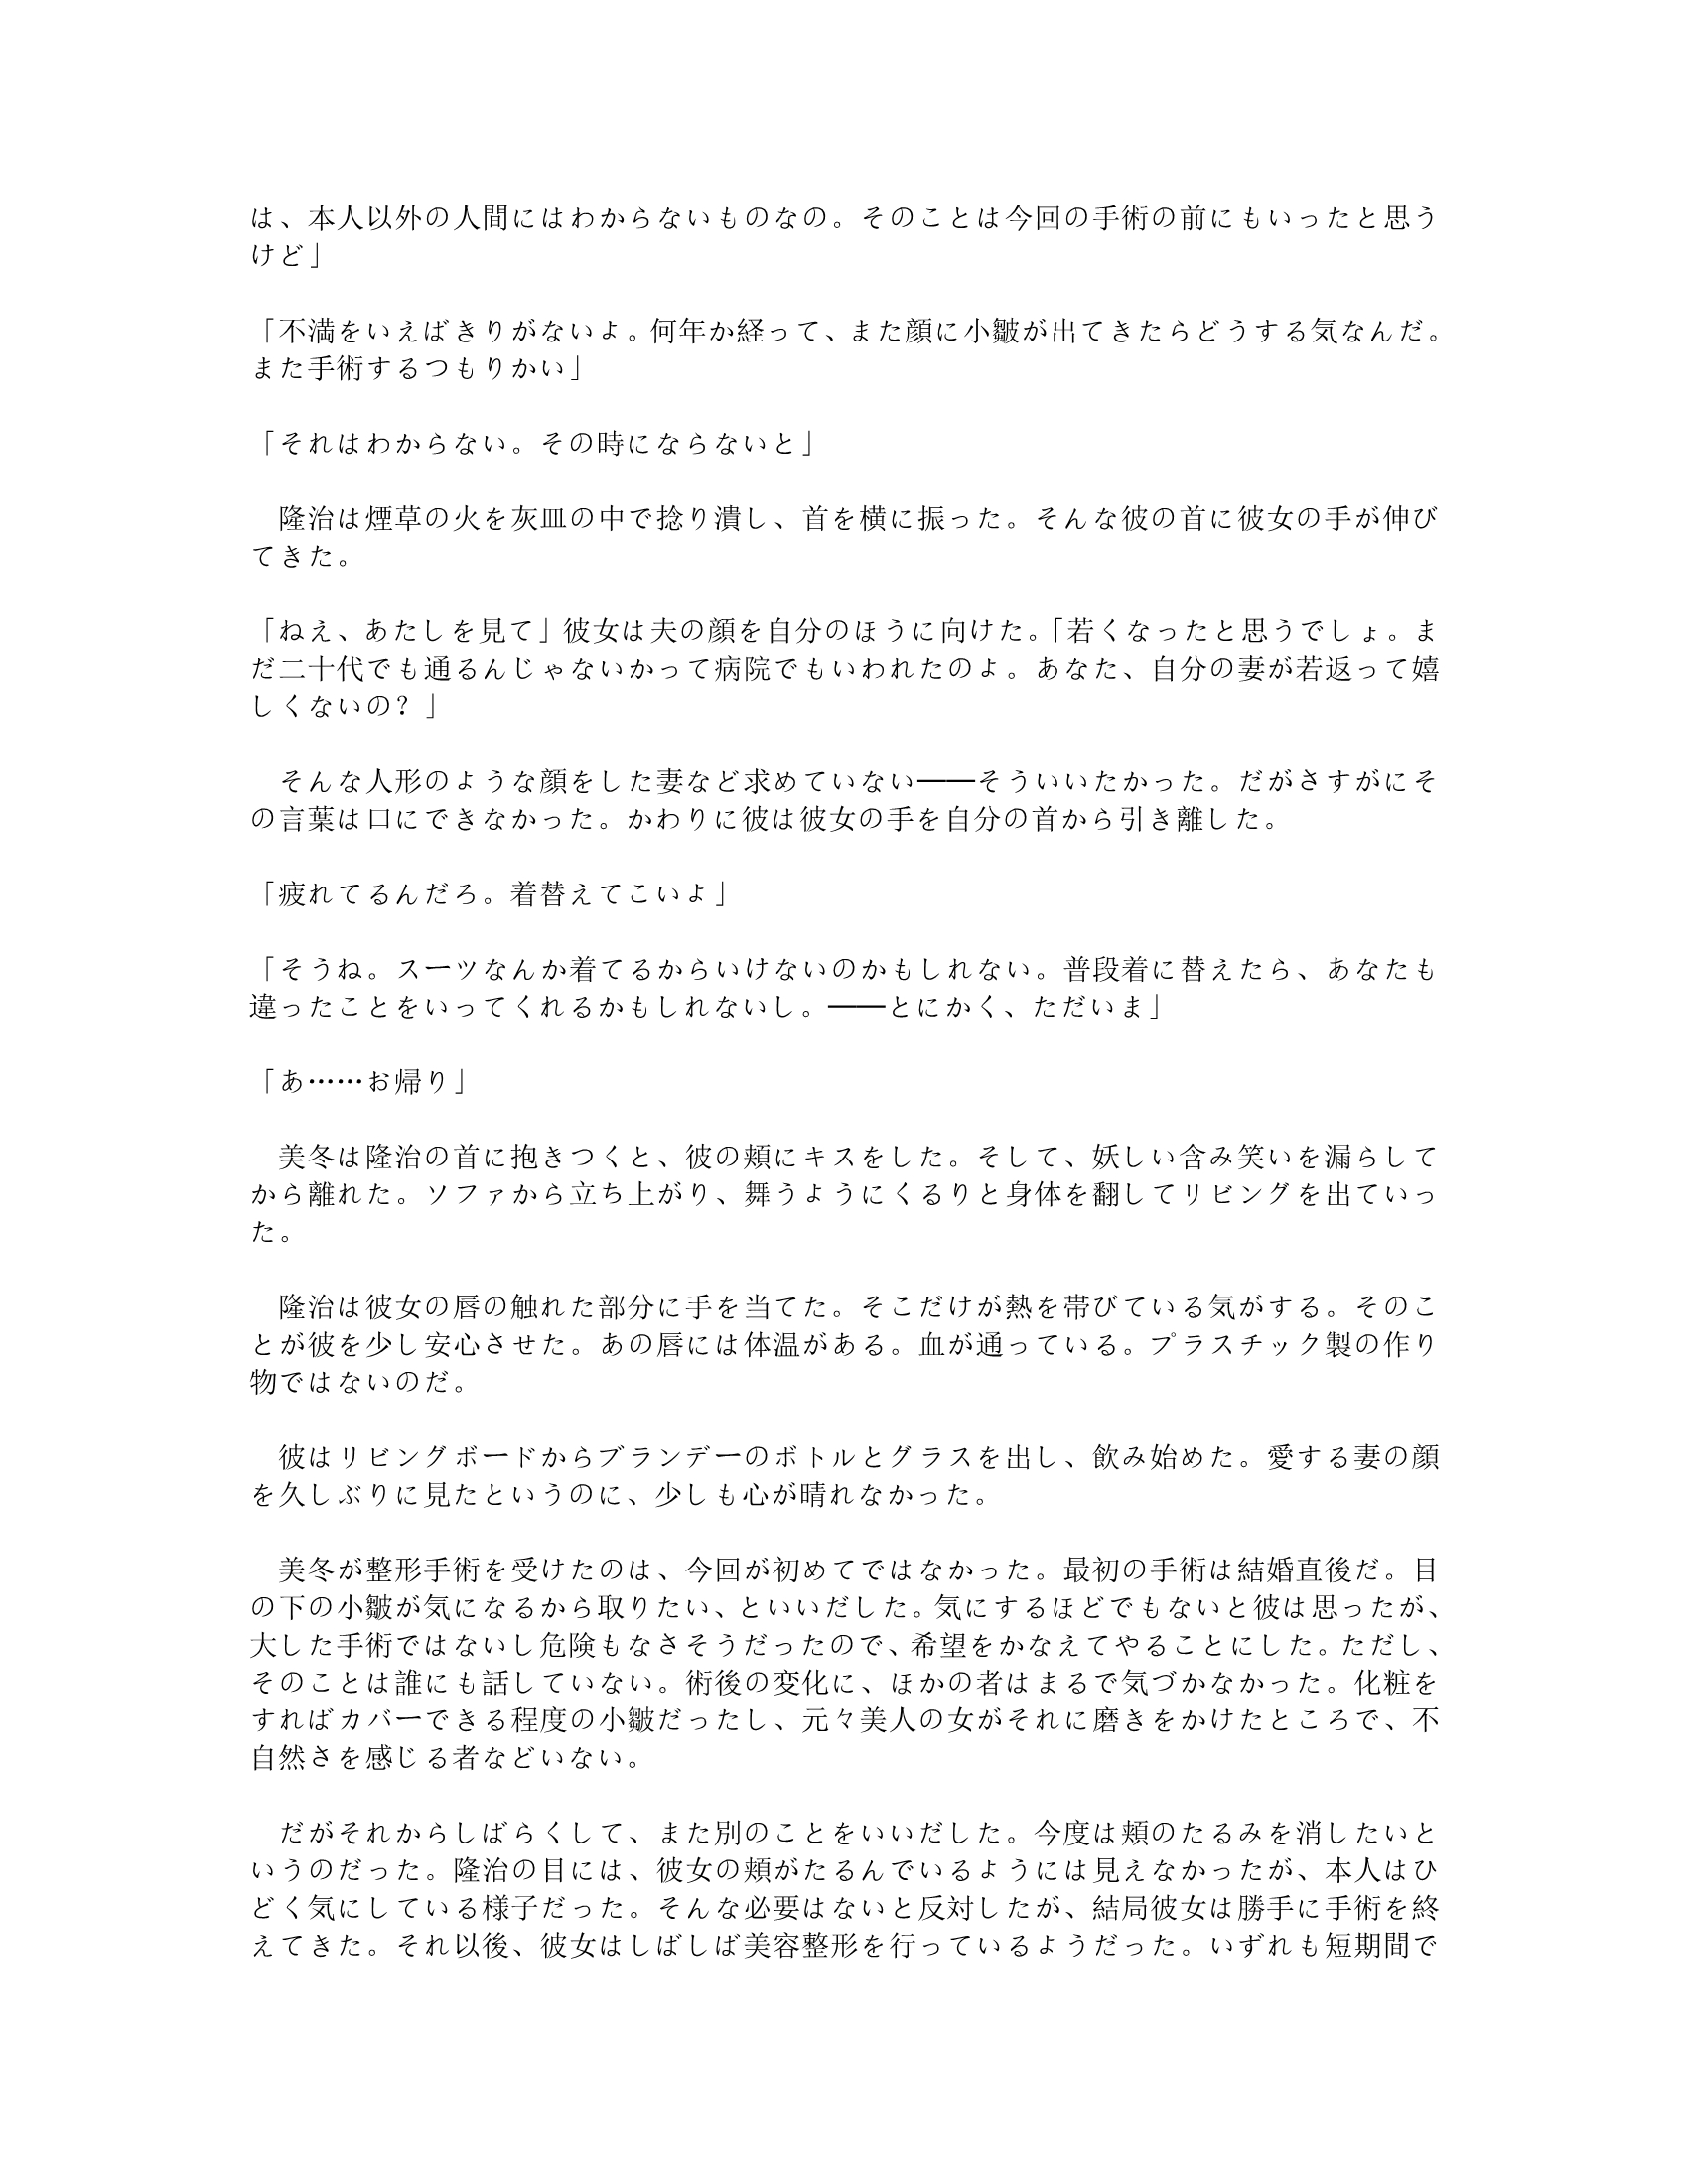 は、本人以外の人間にはわからないものなの。そのことは今回の手術の前にもいったと思う
けど」
「不満をいえばきりがないよ。何年か経って、また顔に小皺が出てきたらどうする気なんだ。
また手術するつもりかい」
「それはわからない。その時にならないと」
　隆治は煙草の火を灰皿の中で捻り潰し、首を横に振った。そんな彼の首に彼女の手が伸び
てきた。
「ねえ、あたしを見て」彼女は夫の顔を自分のほうに向けた。「若くなったと思うでしょ。ま
だ二十代でも通るんじゃないかって病院でもいわれたのよ。あなた、自分の妻が若返って嬉
しくないの？」
　そんな人形のような顔をした妻など求めていない――そういいたかった。だがさすがにそ
の言葉は口にできなかった。かわりに彼は彼女の手を自分の首から引き離した。
「疲れてるんだろ。着替えてこいよ」
「そうね。スーツなんか着てるからいけないのかもしれない。普段着に替えたら、あなたも
違ったことをいってくれるかもしれないし。――とにかく、ただいま」
「あ……お帰り」
　美冬は隆治の首に抱きつくと、彼の頬にキスをした。そして、妖しい含み笑いを漏らして
から離れた。ソファから立ち上がり、舞うようにくるりと身体を翻してリビングを出ていっ
た。
　隆治は彼女の唇の触れた部分に手を当てた。そこだけが熱を帯びている気がする。そのこ
とが彼を少し安心させた。あの唇には体温がある。血が通っている。プラスチック製の作り
物ではないのだ。
　彼はリビングボードからブランデーのボトルとグラスを出し、飲み始めた。愛する妻の顔
を久しぶりに見たというのに、少しも心が晴れなかった。
　美冬が整形手術を受けたのは、今回が初めてではなかった。最初の手術は結婚直後だ。目
の下の小皺が気になるから取りたい、といいだした。気にするほどでもないと彼は思ったが、
大した手術ではないし危険もなさそうだったので、希望をかなえてやることにした。ただし、
そのことは誰にも話していない。術後の変化に、ほかの者はまるで気づかなかった。化粧を
すればカバーできる程度の小皺だったし、元々美人の女がそれに磨きをかけたところで、不
自然さを感じる者などいない。
　だがそれからしばらくして、また別のことをいいだした。今度は頬のたるみを消したいと
いうのだった。隆治の目には、彼女の頬がたるんでいるようには見えなかったが、本人はひ
どく気にしている様子だった。そんな必要はないと反対したが、結局彼女は勝手に手術を終
えてきた。それ以後、彼女はしばしば美容整形を行っているようだった。いずれも短期間で